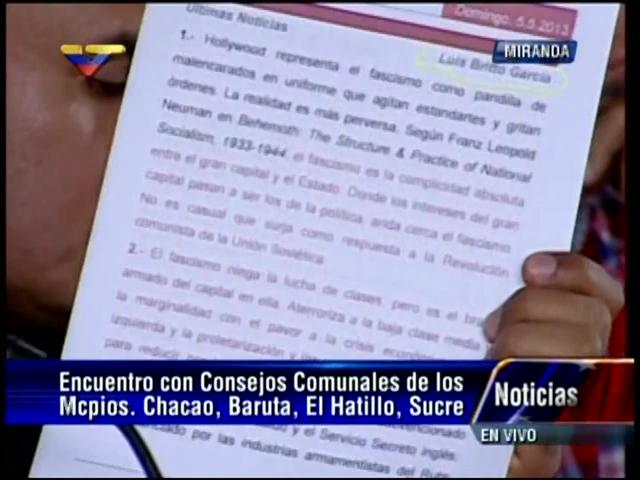 Últimas Noticias
Domingo, 5.5.2013
MIRANDA
Luis Britto García
1.- Hollywood representa el fascismo como pandilla de
malencarados en uniforme que agitan estandartes y gritan
órdenes. La realidad es más perversa. Según Franz Leopold
Neuman en Behemoth: The Structure & Practice of National
Socialism, 1933-1944, el fascismo es la complicidad absoluta
entre el gran capital y el Estado. Donde los intereses del gran
capital pasan a ser los de la política, anda cerca el fascismo.
No es casual que surja como respuesta a la Revolución
comunista de la Unión Soviética.
2.- El fascismo niega la lucha de clases, pero es el
armado del capital en ella. Aterroriza a la baja clase media
la marginalidad con el pavor a la crisis
izquierda y la proletarización
para reducir
Encuentro con Consejos Comunales de los
Mcpios. Chacao, Baruta, El Hatillo, Sucre
Noticias
EN VIVO
y el Servicio Secreto inglés,
por las industrias armamentistas del